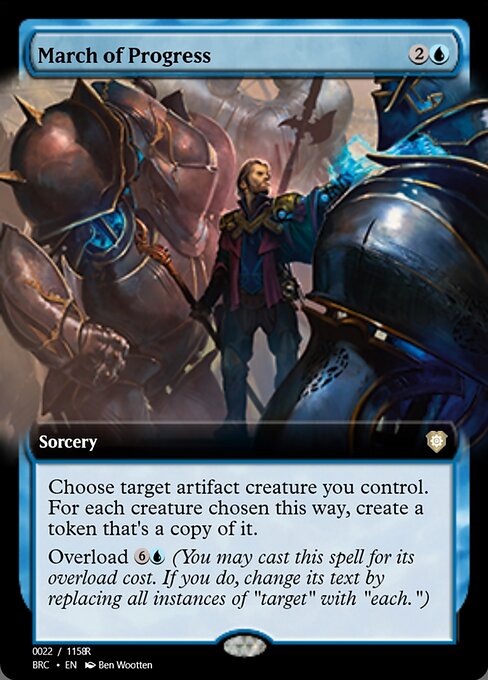 March of Progress 2
Sorcery
Choose target artifact creature you control.
For each creature chosen this way, create a
token that's a copy of it.
Overload 6 (You may cast this spell for its
overload cost. If you do, change its text by
replacing all instances of "target" with "each.")
0022 / 1158R
BRC • EN Ben Wootten